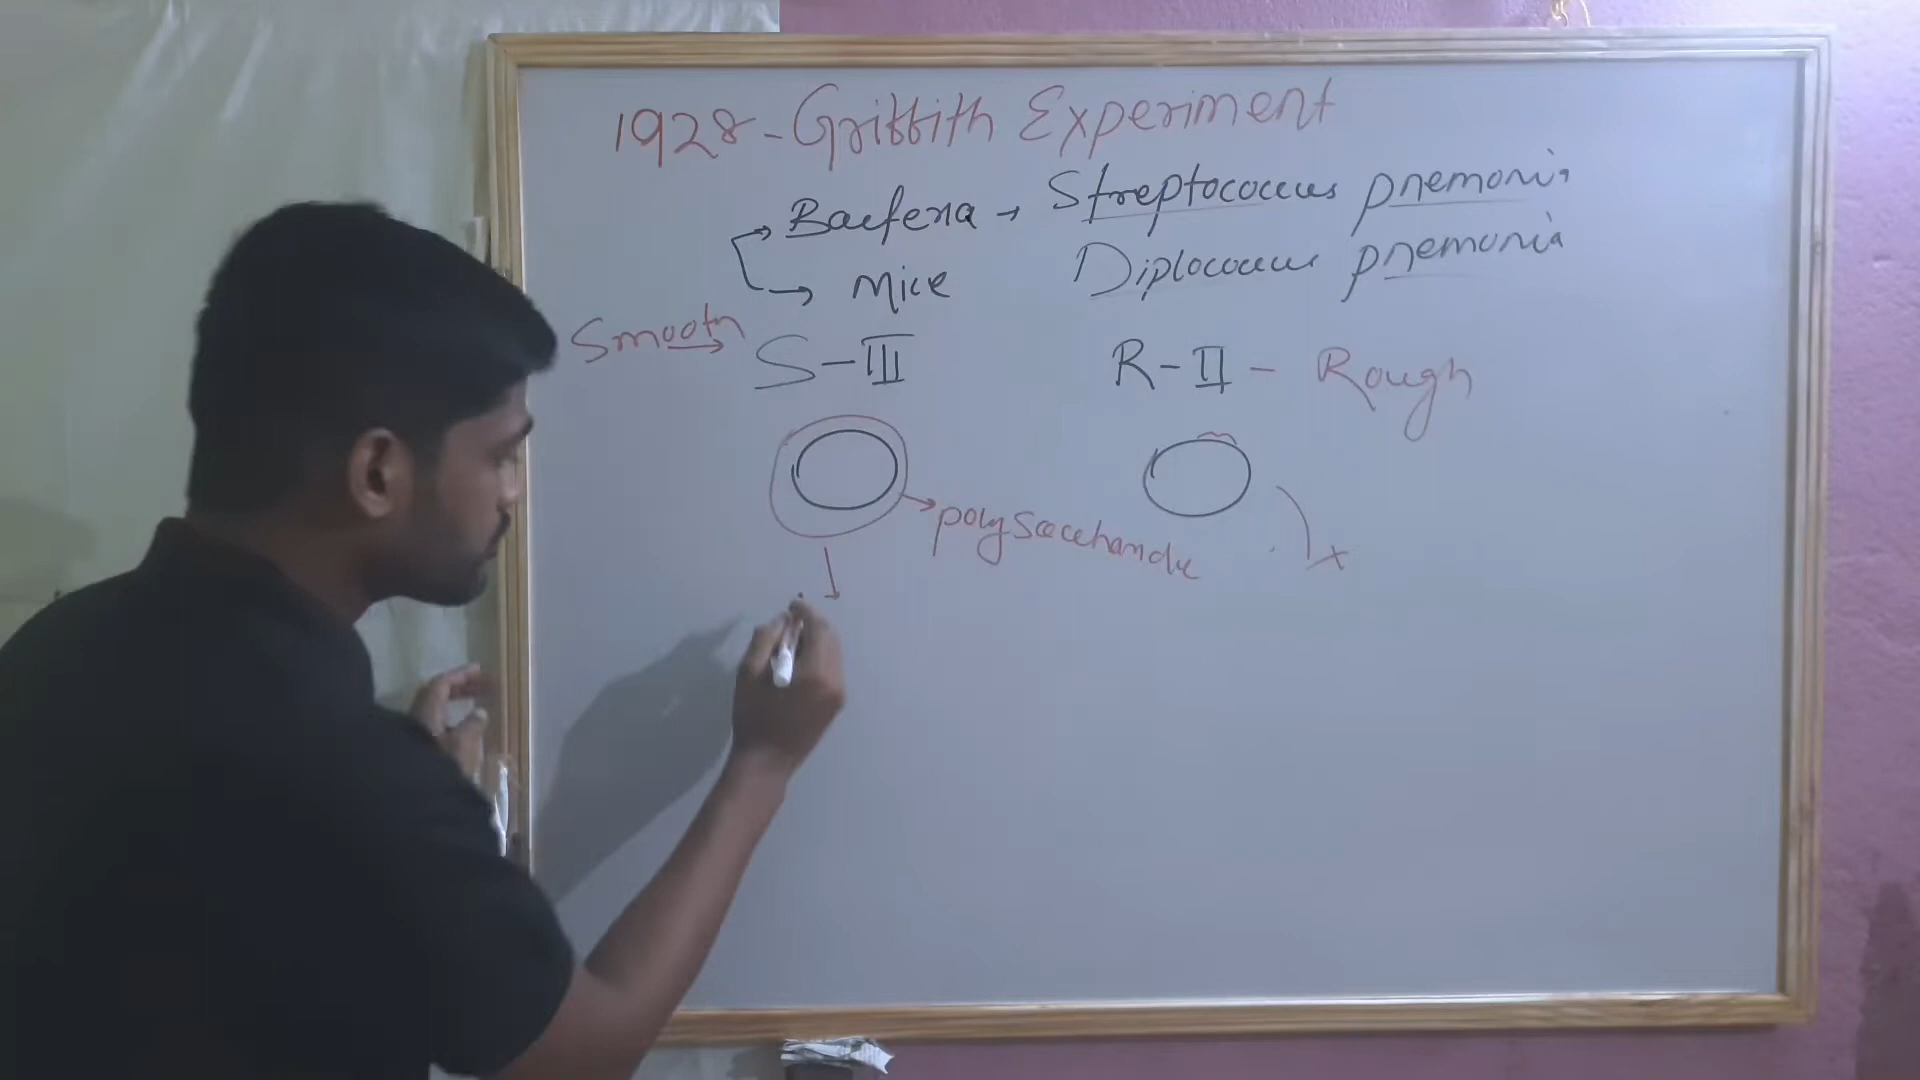 1928 - Griffith Experiment
Bacteria → Streptococcus pnemonia
→ Mice Diplococcus pnemonia
Smooth → S-III R-II - Rough
→ polysaccharide x